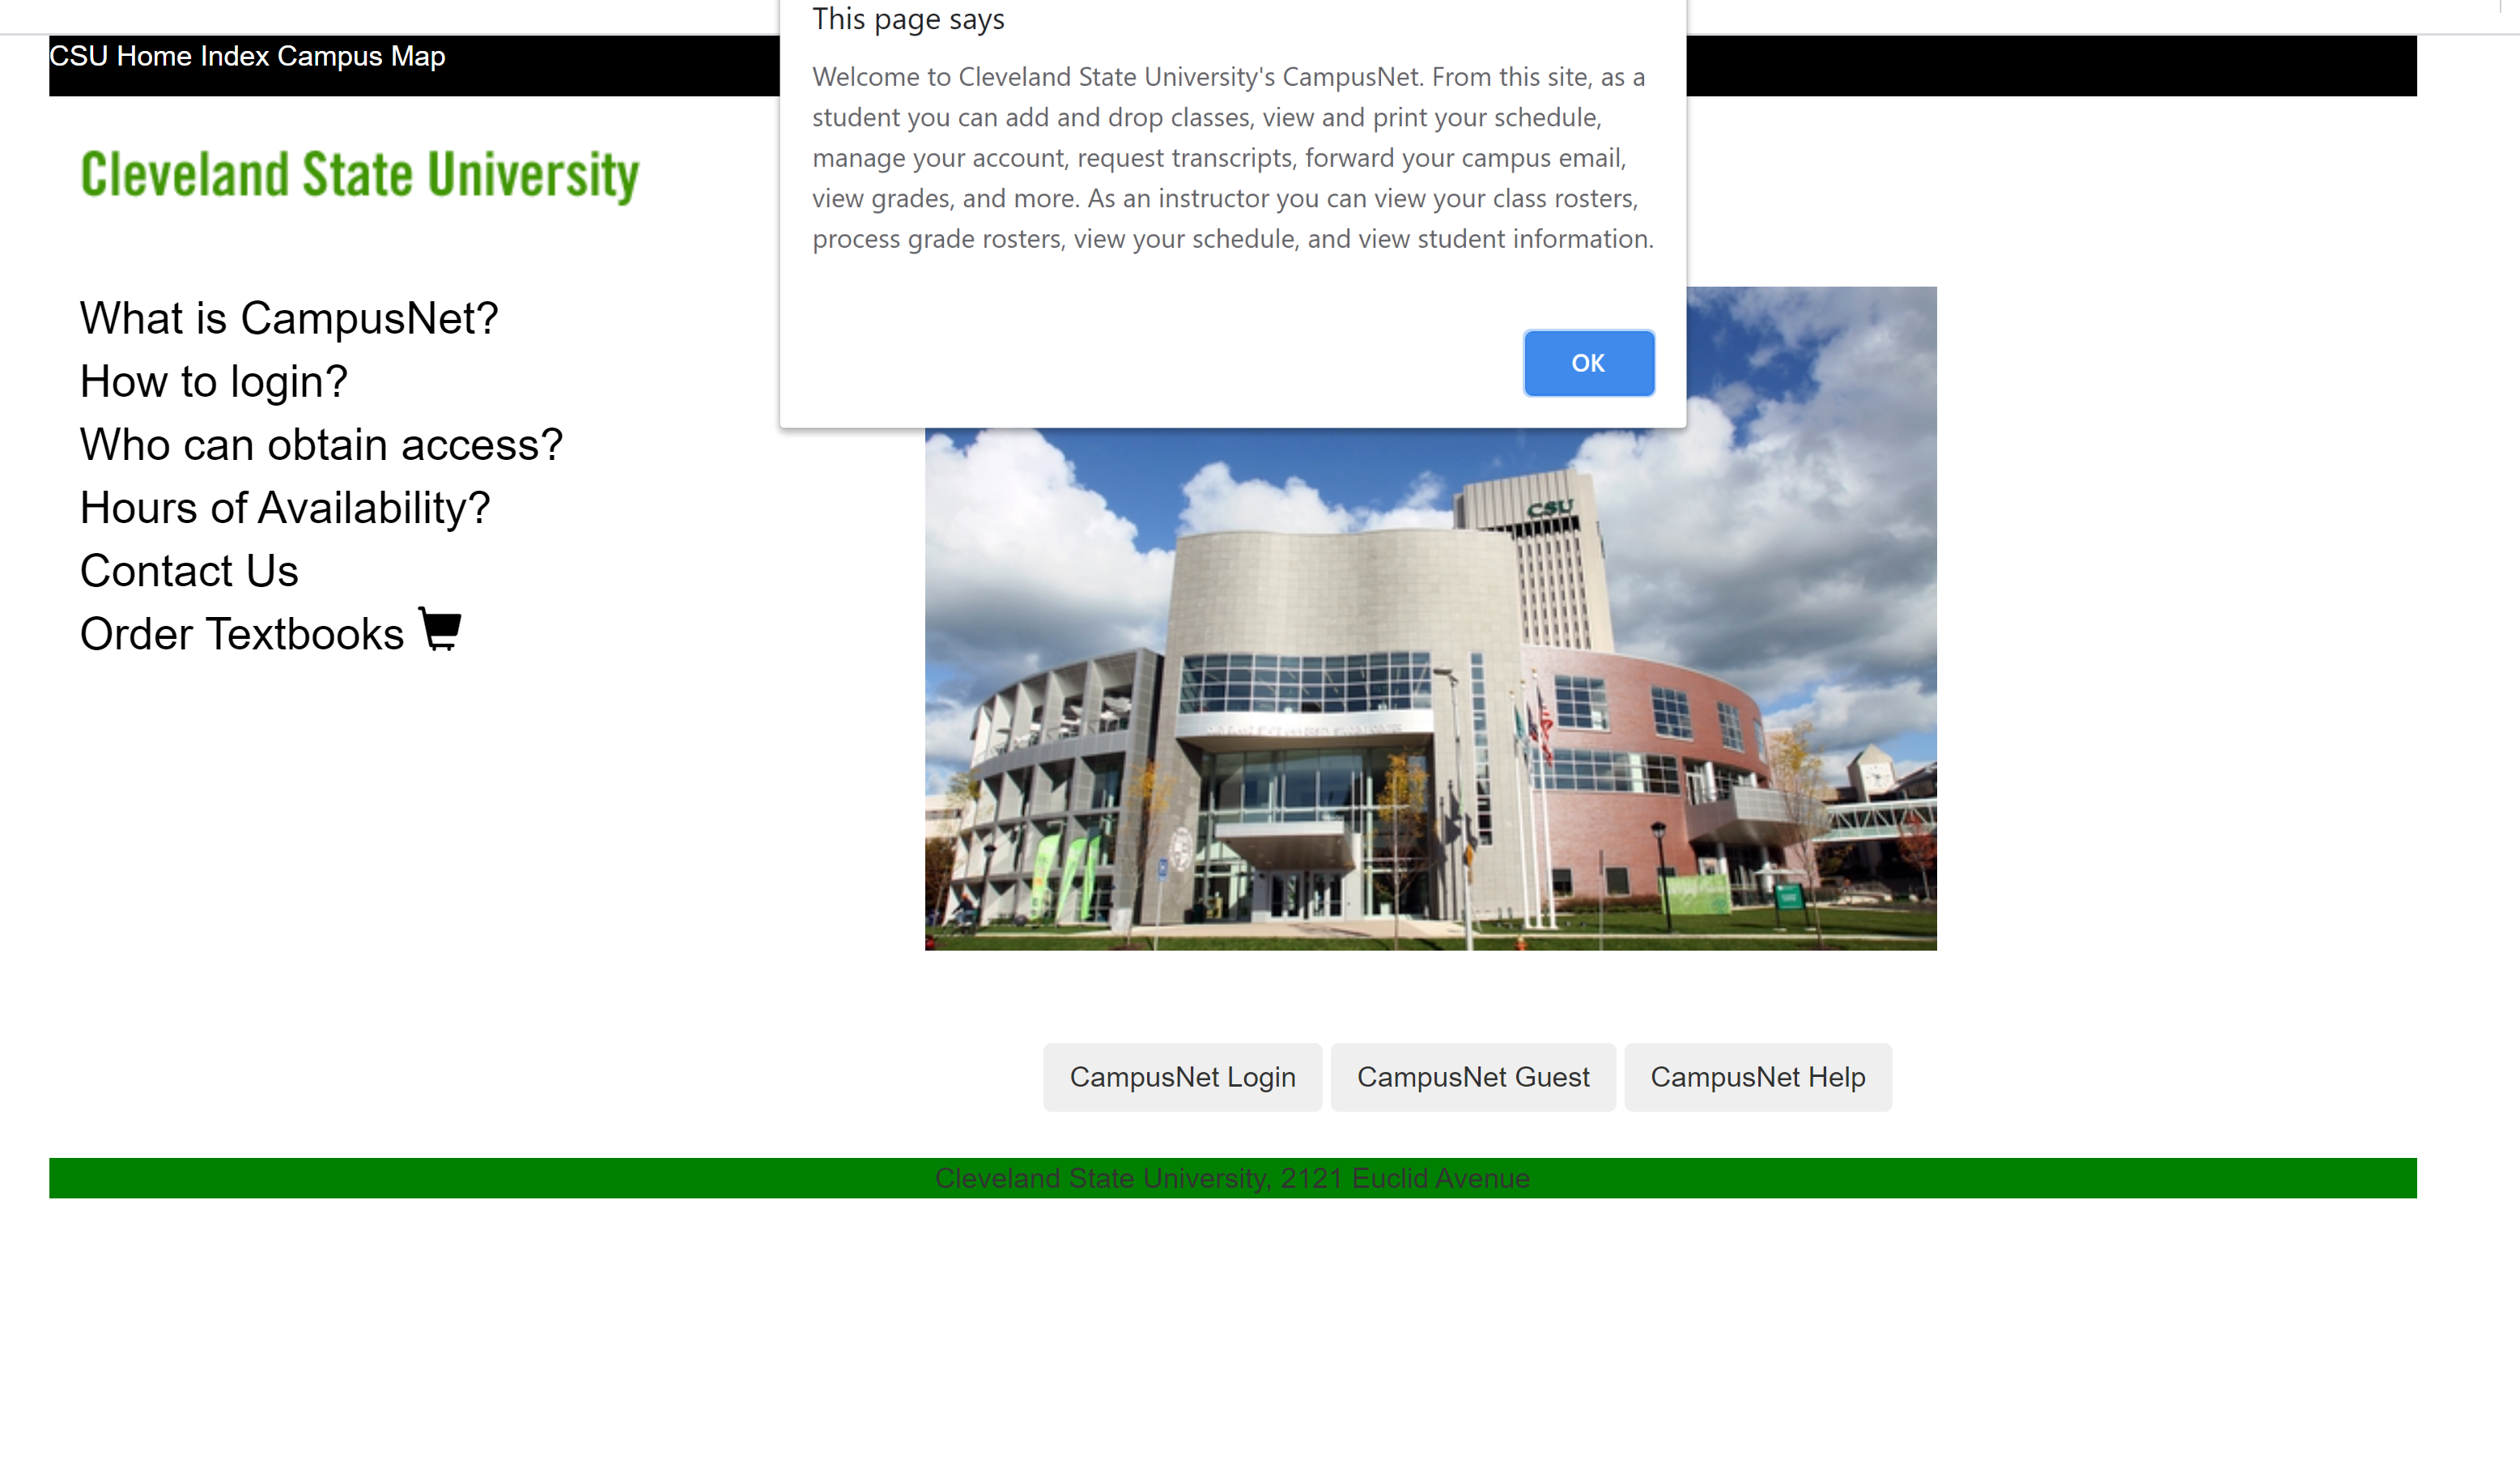 This page says
Welcome to Cleveland State University's CampusNet. From this site, as a
student you can add and drop classes, view and print your schedule,
manage your account, request transcripts, forward your campus email,
view grades, and more. As an instructor you can view your class rosters,
process grade rosters, view your schedule, and view student information.
OK
CSU Home Index Campus Map
Cleveland State University
What is CampusNet?
How to login?
Who can obtain access?
Hours of Availability?
Contact Us
Order Textbooks
CSU
CampusNet Login CampusNet Guest CampusNet Help
Cleveland State University, 2121 Euclid Avenue